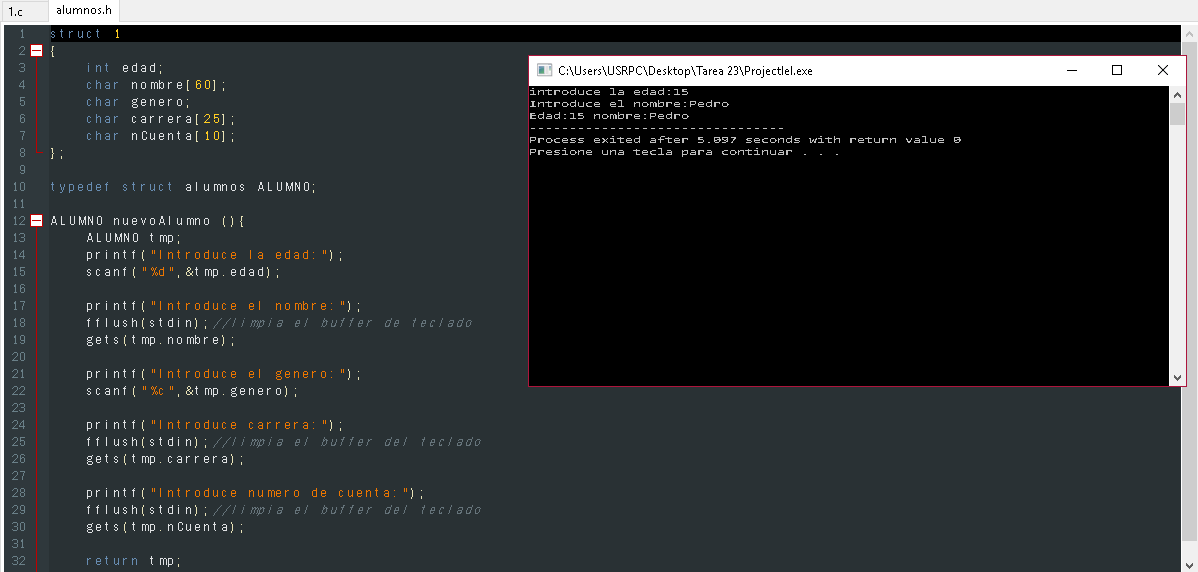 1.c alumnos.h
1 struct 1
2 {
3 int edad;
4 char nombre[60];
5 char genero;
6 char carrera[25];
7 char nCuenta[10];
8 };
9
10 typedef struct alumnos ALUMNO;
11
12 ALUMNO nuevoAlumno (){
13 ALUMNO tmp;
14 printf("Introduce la edad:");
15 scanf("%d",&tmp.edad);
16
17 printf("Introduce el nombre:");
18 fflush(stdin);//limpia el buffer de teclado
19 gets(tmp.nombre);
20
21 printf("Introduce el genero:");
22 scanf("%c",&tmp.genero);
23
24 printf("Introduce carrera:");
25 fflush(stdin);//limpia el buffer del teclado
26 gets(tmp.carrera);
27
28 printf("Introduce numero de cuenta:");
29 fflush(stdin);//limpia el buffer del teclado
30 gets(tmp.nCuenta);
31
32 return tmp;
C:\Users\USRPC\Desktop\Tarea 23\Projectlel.exe
introduce la edad:15
Introduce el nombre:Pedro
Edad:15 nombre:Pedro
--------------------------------
Process exited after 5.097 seconds with return value 0
Presione una tecla para continuar . . .